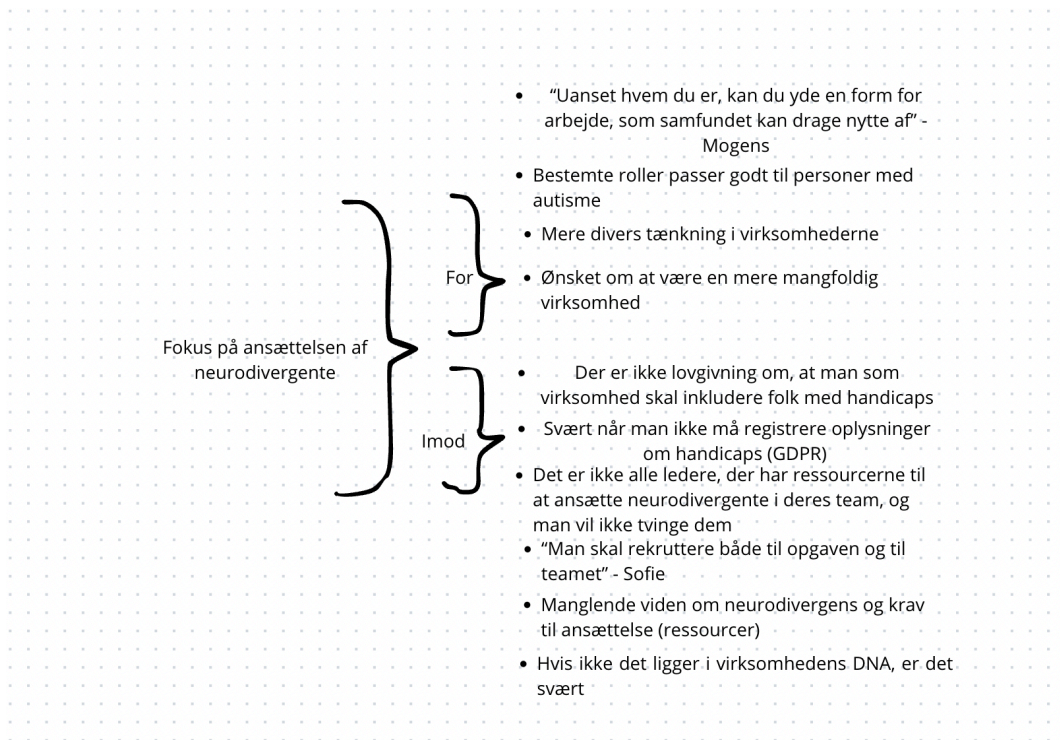 Fokus på ansættelsen af
neurodivergente
For
• “Uanset hvem du er, kan du yde en form for
arbejde, som samfundet kan drage nytte af” -
Mogens
• Bestemte roller passer godt til personer med
autisme
• Mere divers tænkning i virksomhederne
• Ønsket om at være en mere mangfoldig
virksomhed
Imod
• Der er ikke lovgivning om, at man som
virksomhed skal inkludere folk med handicaps
• Svært når man ikke må registrere oplysninger
om handicaps (GDPR)
• Det er ikke alle ledere, der har ressourcerne til
at ansætte neurodivergente i deres team, og
man vil ikke tvinge dem
• “Man skal rekruttere både til opgaven og til
teamet” - Sofie
• Manglende viden om neurodivergens og krav
til ansættelse (ressourcer)
• Hvis ikke det ligger i virksomhedens DNA, er det
svært